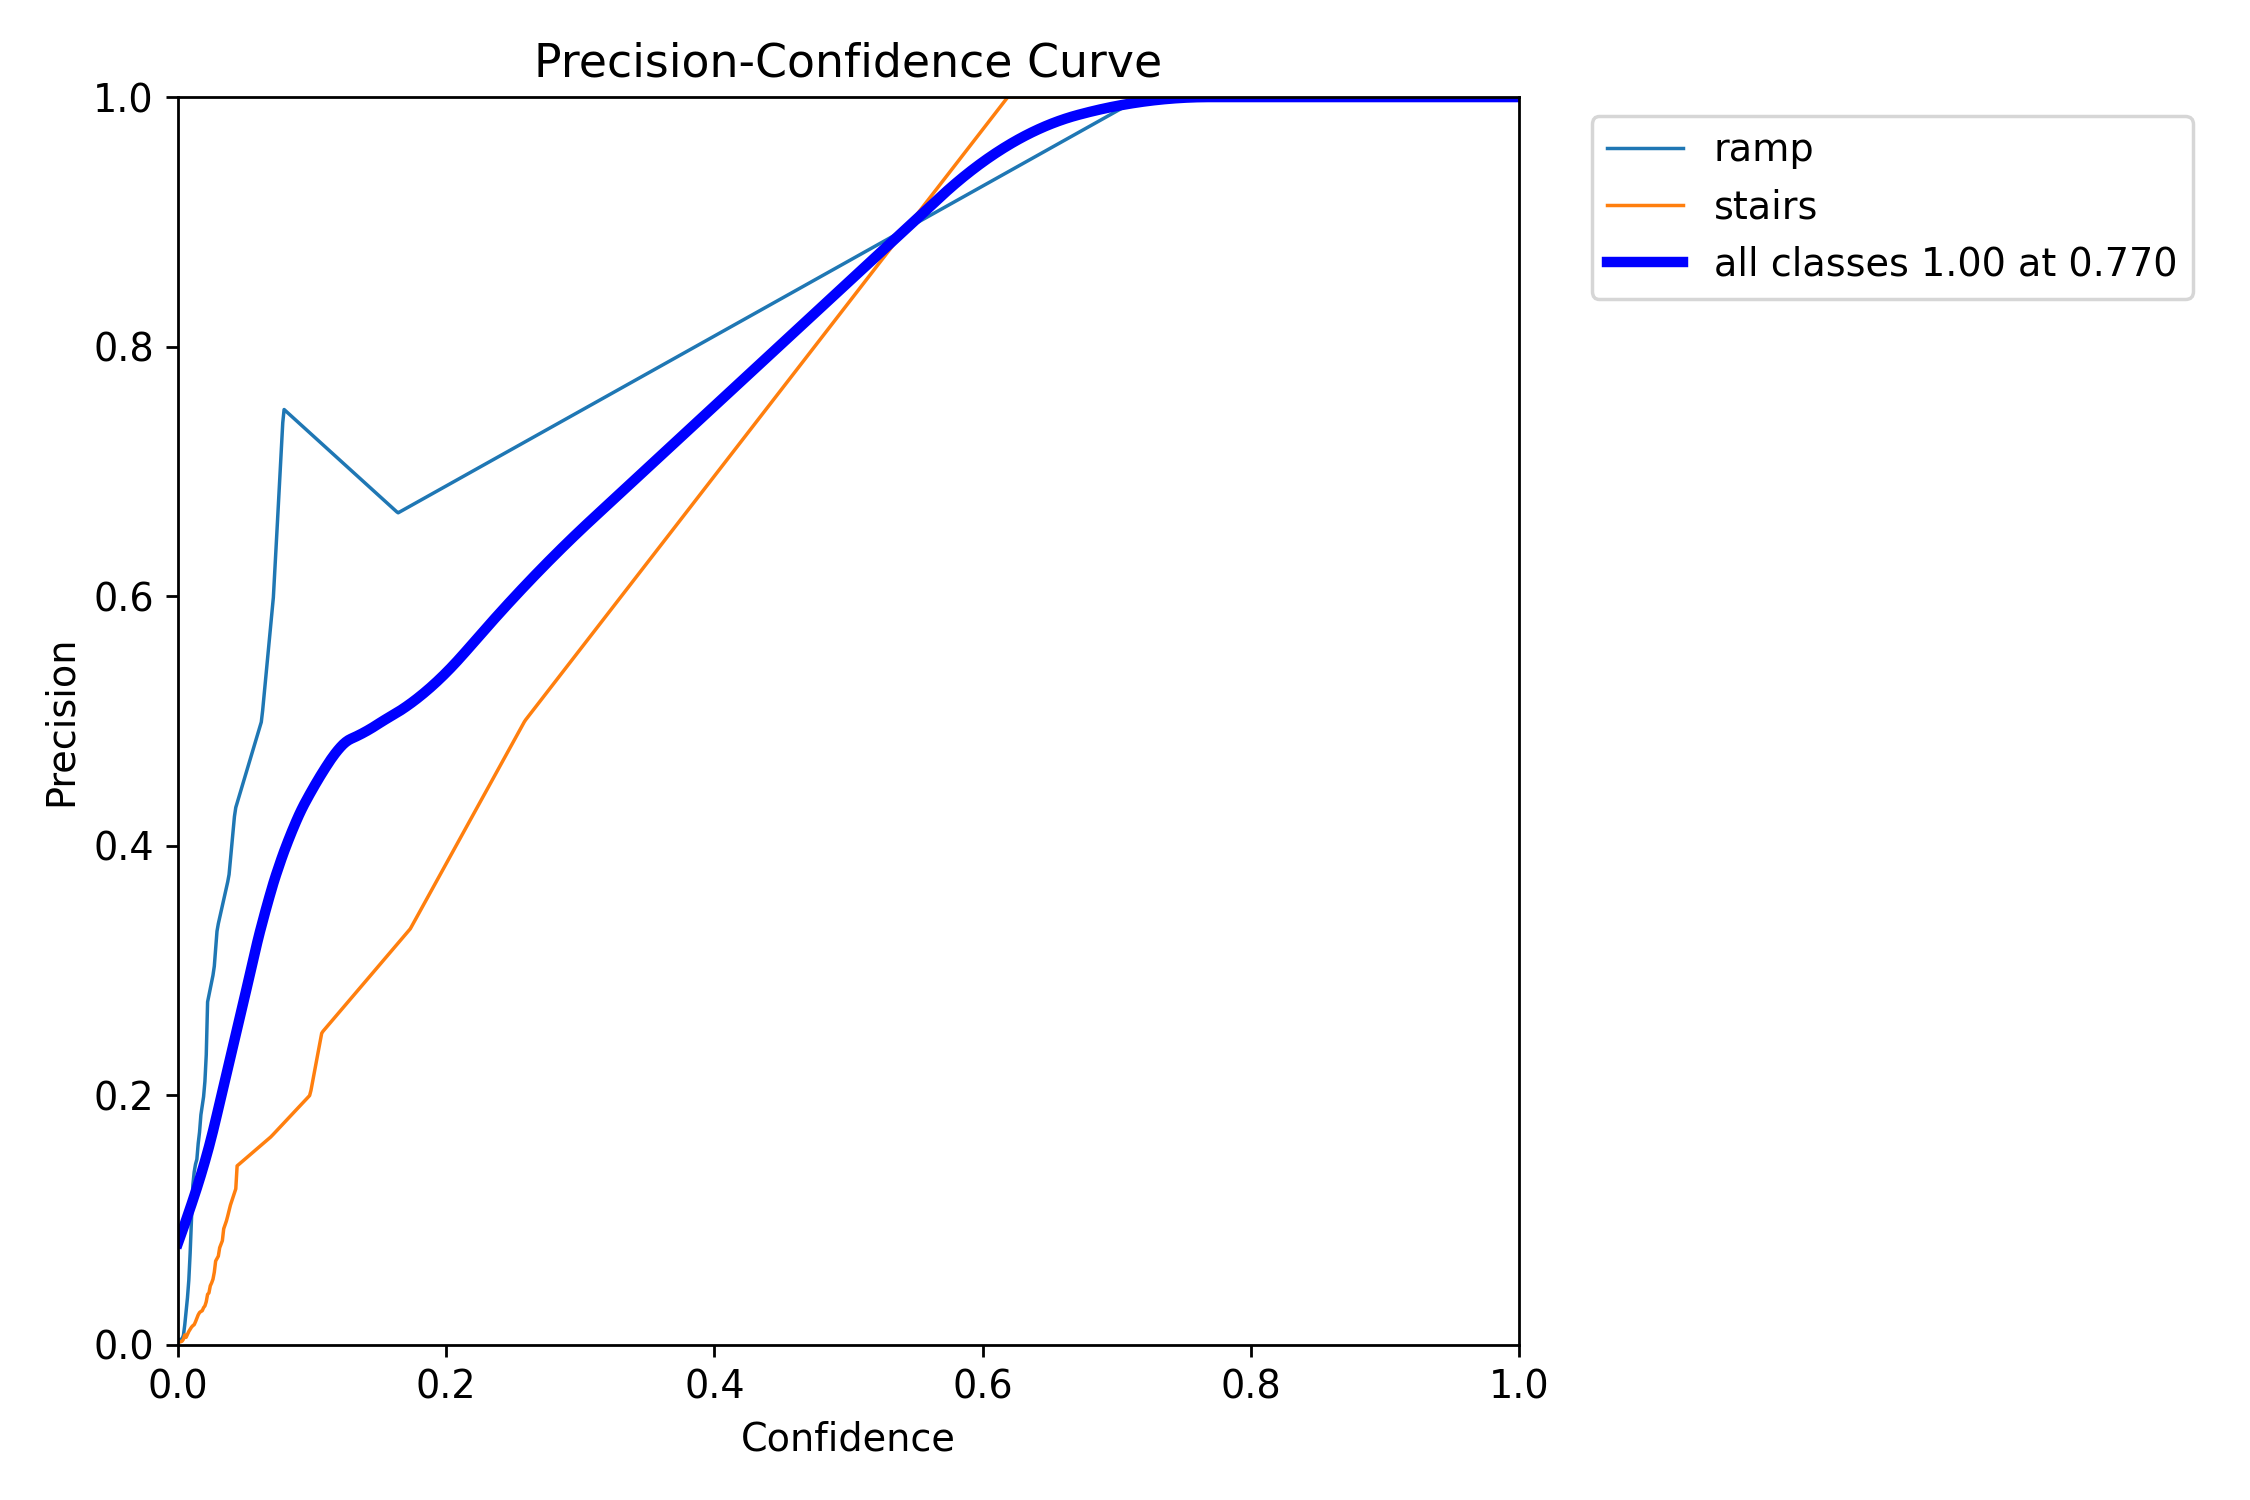 Precision-Confidence Curve
1.0
0.8
0.6
0.4
0.2
0.0
Precision
0.0 0.2 0.4 0.6 0.8 1.0
Confidence
ramp
stairs
all classes 1.00 at 0.770